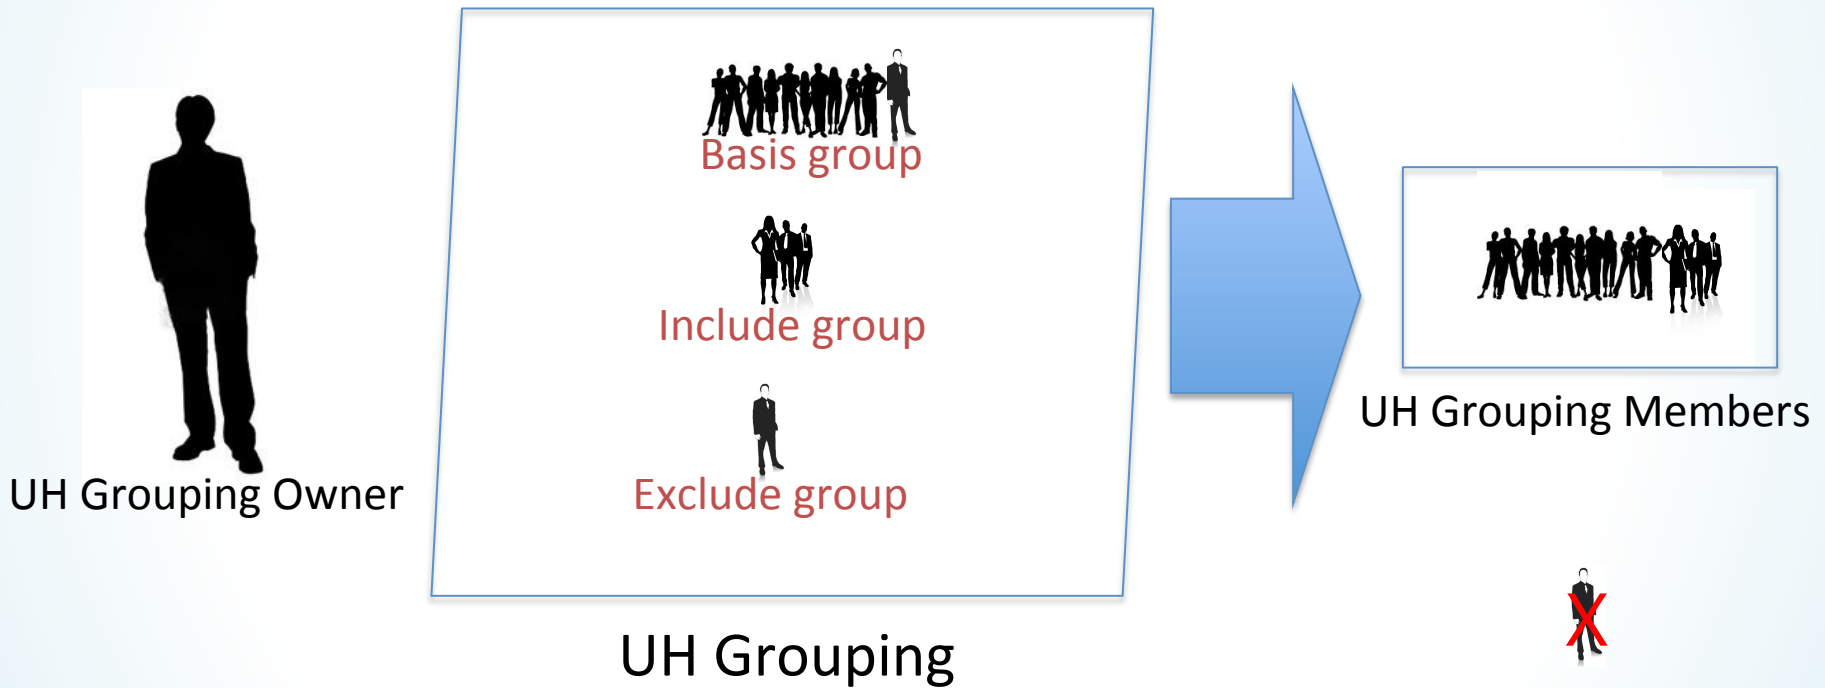 Basis group
Include group
Exclude group
UH Grouping Owner
UH Grouping Members
UH Grouping
X